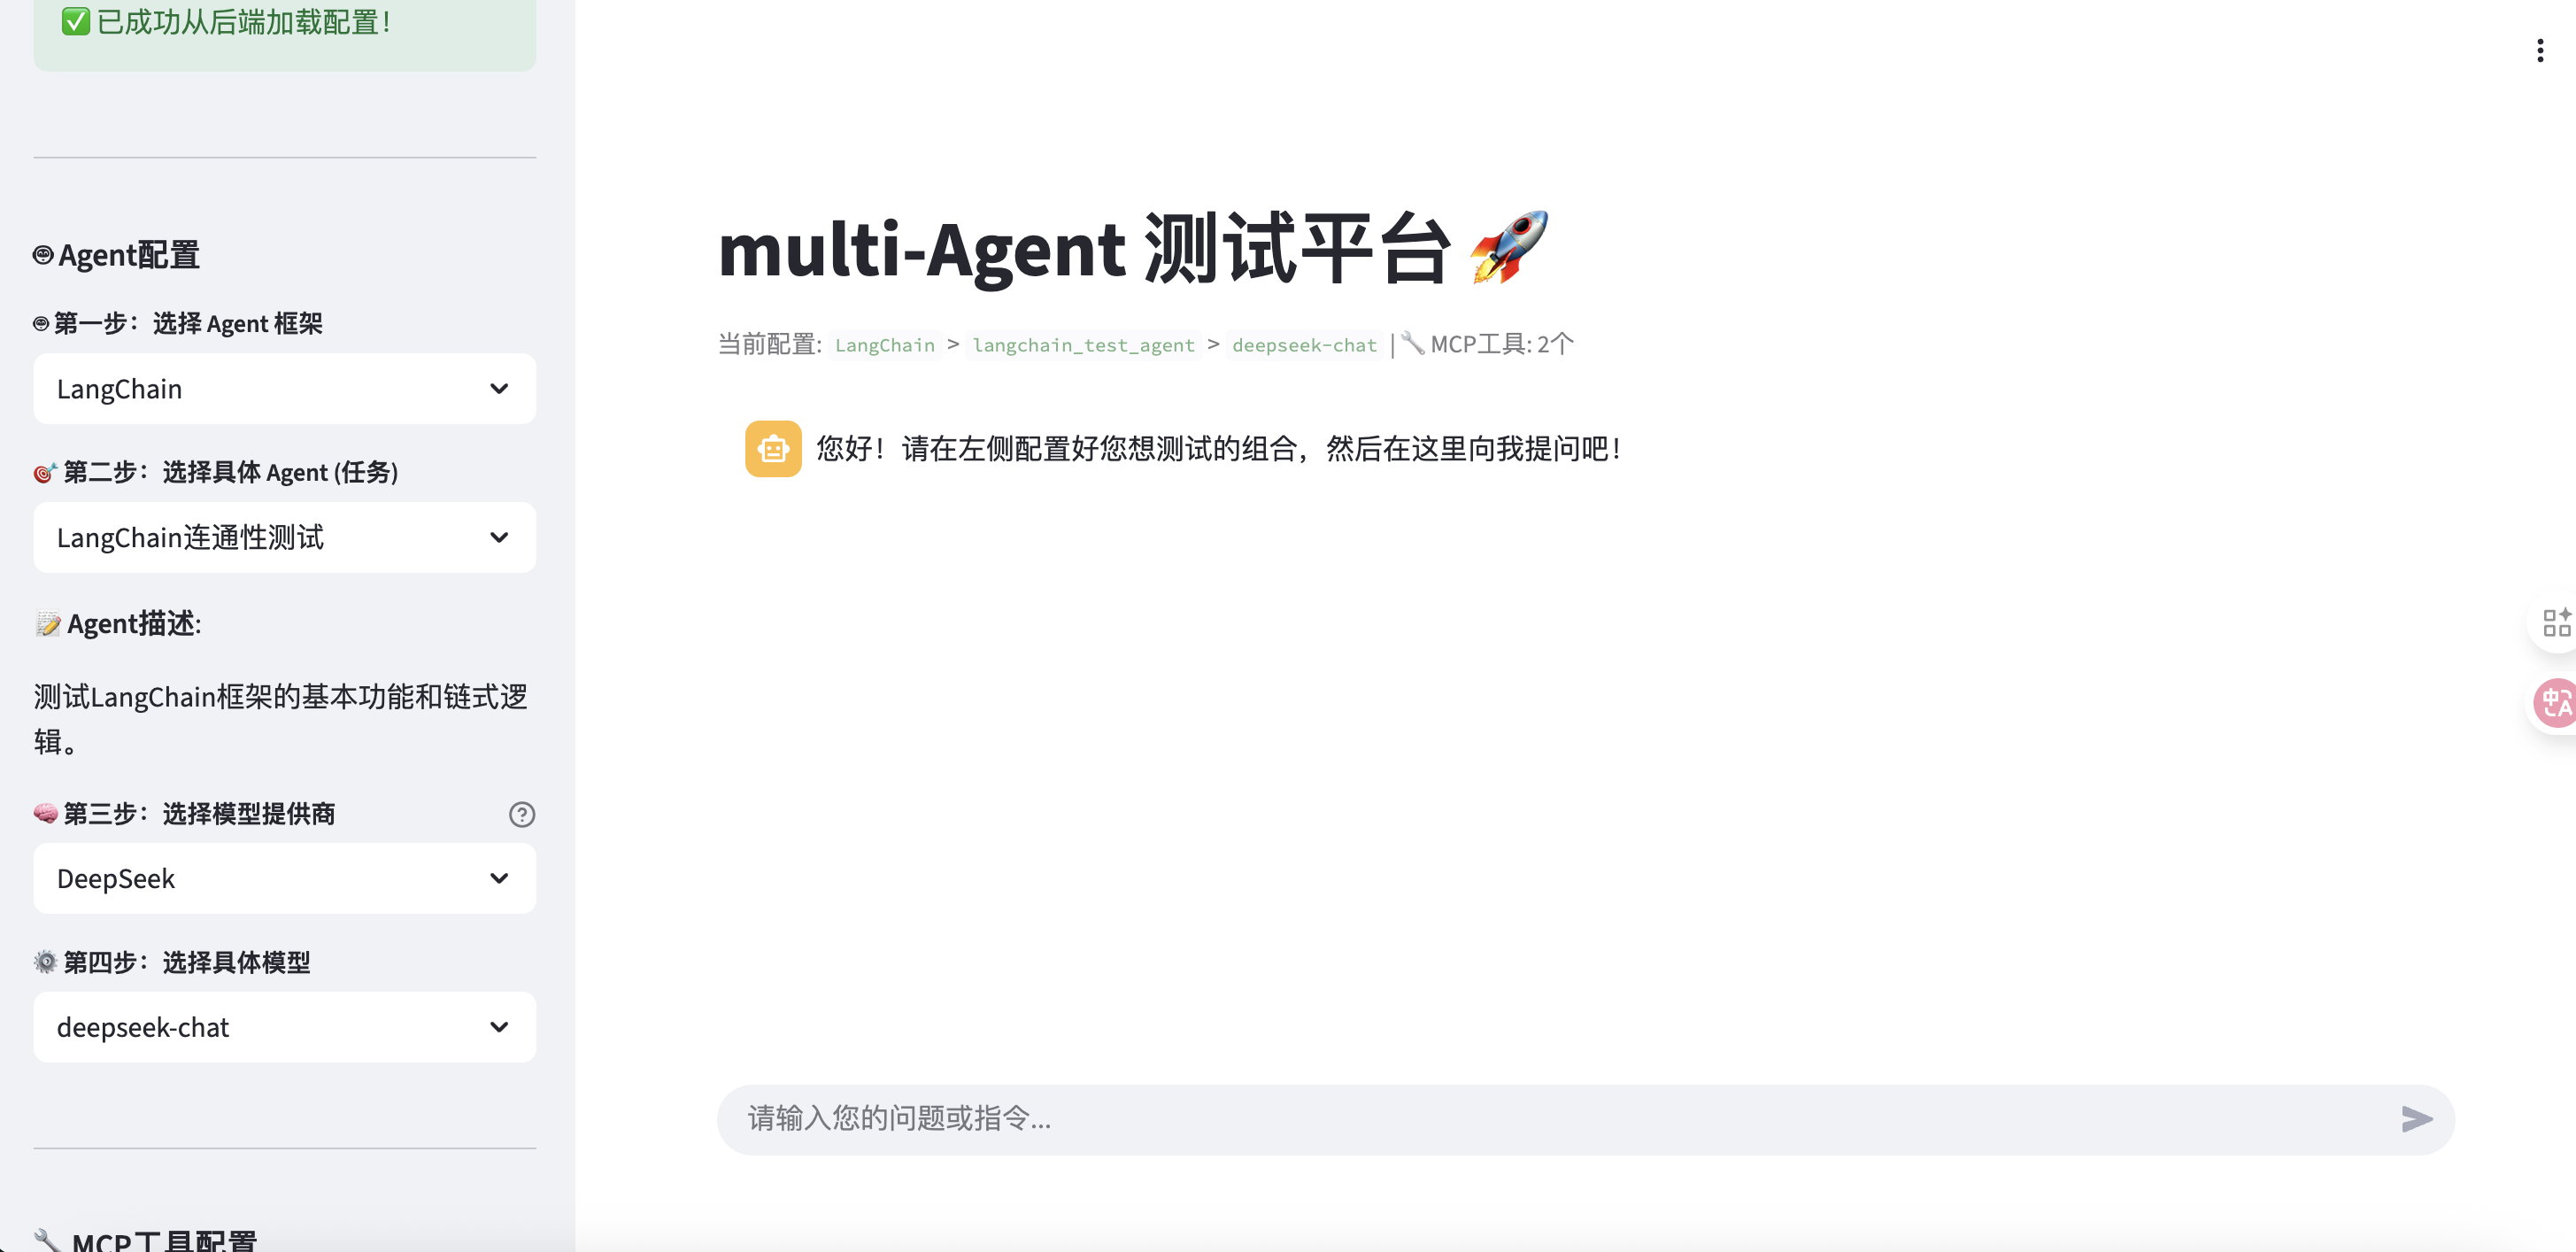 ✅ 已成功从后端加载配置！
Agent配置
第一步：选择 Agent 框架
LangChain
🎯 第二步：选择具体 Agent (任务)
LangChain连通性测试
📝 Agent描述:
测试LangChain框架的基本功能和链式逻
辑。
🧠 第三步：选择模型提供商
DeepSeek
⚙️ 第四步：选择具体模型
deepseek-chat
🔧 MCP工具配置
multi-Agent 测试平台 🚀
当前配置: LangChain > langchain_test_agent > deepseek-chat | 🔧 MCP工具: 2个
您好！请在左侧配置好您想测试的组合，然后在这里向我提问吧！
请输入您的问题或指令...
中A